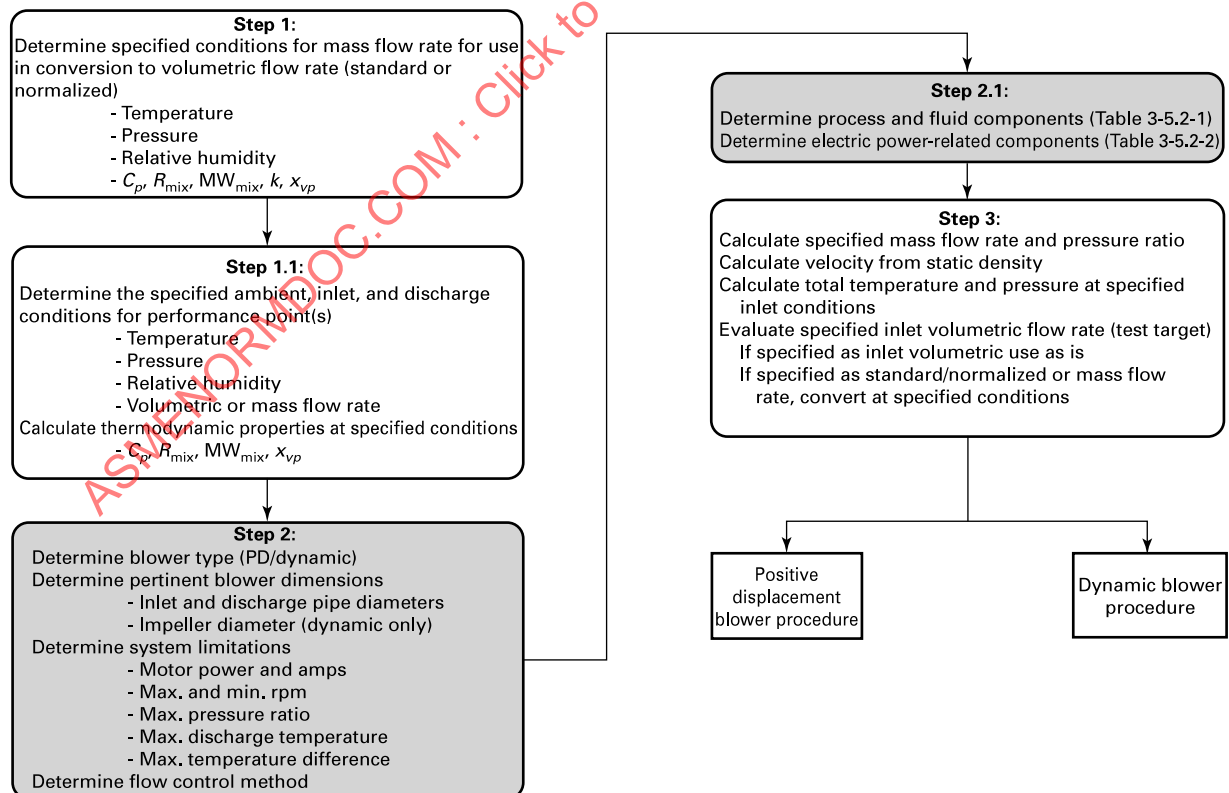 Step 1:
Determine specified conditions for mass flow rate for use
in conversion to volumetric flow rate (standard or
normalized)
- Temperature
- Pressure
- Relative humidity
- Cp, Rmix, MWmix, k, xvp
Step 1.1:
Determine the specified ambient, inlet, and discharge
conditions for performance point(s)
- Temperature
- Pressure
- Relative humidity
- Volumetric or mass flow rate
Calculate thermodynamic properties at specified conditions
- Cp, Rmix, MWmix, xvp
Step 2:
Determine blower type (PD/dynamic)
Determine pertinent blower dimensions
- Inlet and discharge pipe diameters
- Impeller diameter (dynamic only)
Determine system limitations
- Motor power and amps
- Max. and min. rpm
- Max. pressure ratio
- Max. discharge temperature
- Max. temperature difference
Determine flow control method
Step 2.1:
Determine process and fluid components (Table 3-5.2-1)
Determine electric power-related components (Table 3-5.2-2)
Step 3:
Calculate specified mass flow rate and pressure ratio
Calculate velocity from static density
Calculate total temperature and pressure at specified
inlet conditions
Evaluate specified inlet volumetric flow rate (test target)
If specified as inlet volumetric use as is
If specified as standard/normalized or mass flow
rate, convert at specified conditions
Positive
displacement
blower procedure
Dynamic blower
procedure
ASMENORMDOC.COM : Click to